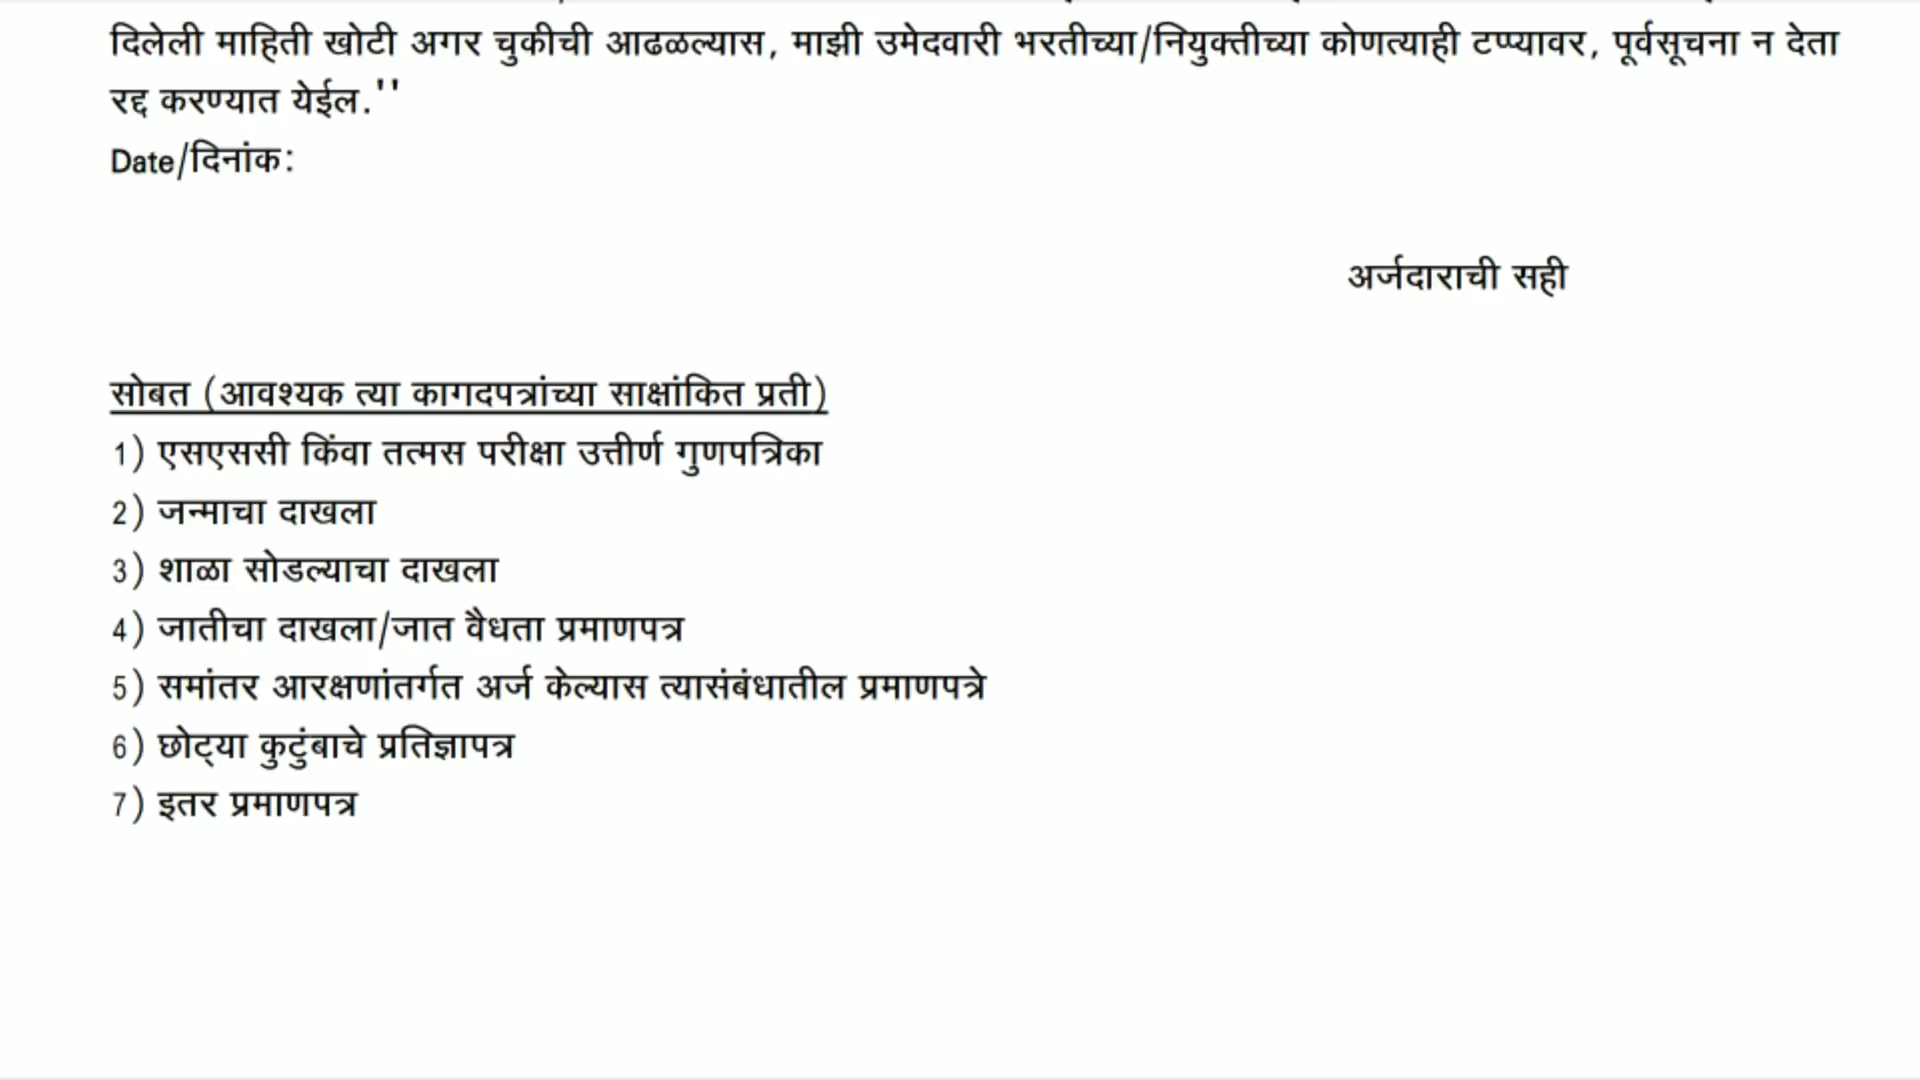 दिलेली माहिती खोटी अगर चुकीची आढळल्यास, माझी उमेदवारी भरतीच्या/नियुक्तीच्या कोणत्याही टप्प्यावर, पूर्वसूचना न देता
रद्द करण्यात येईल.''
Date/दिनांक:
अर्जदाराची सही
सोबत (आवश्यक त्या कागदपत्रांच्या साक्षांकित प्रती)
1) एसएससी किंवा तत्मस परीक्षा उत्तीर्ण गुणपत्रिका
2) जन्माचा दाखला
3) शाळा सोडल्याचा दाखला
4) जातीचा दाखला/जात वैधता प्रमाणपत्र
5) समांतर आरक्षणांतर्गत अर्ज केल्यास त्यासंबंधातील प्रमाणपत्रे
6) छोट्या कुटुंबाचे प्रतिज्ञापत्र
7) इतर प्रमाणपत्र